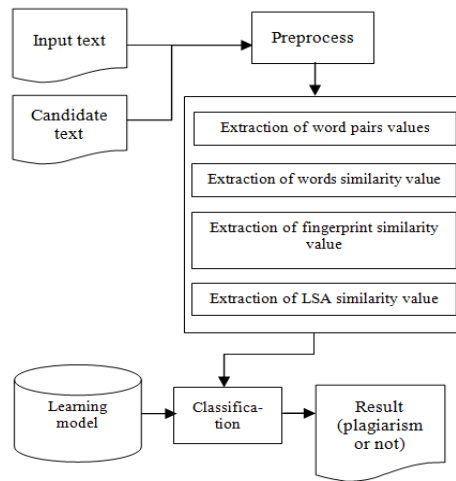 Input text
Preprocess
Candidate
text
Extraction of word pairs values
Extraction of words similarity value
Extraction of fingerprint similarity
value
Extraction of LSA similarity value
Learning
model
Classifica-
tion
Result
(plagiarism
or not)